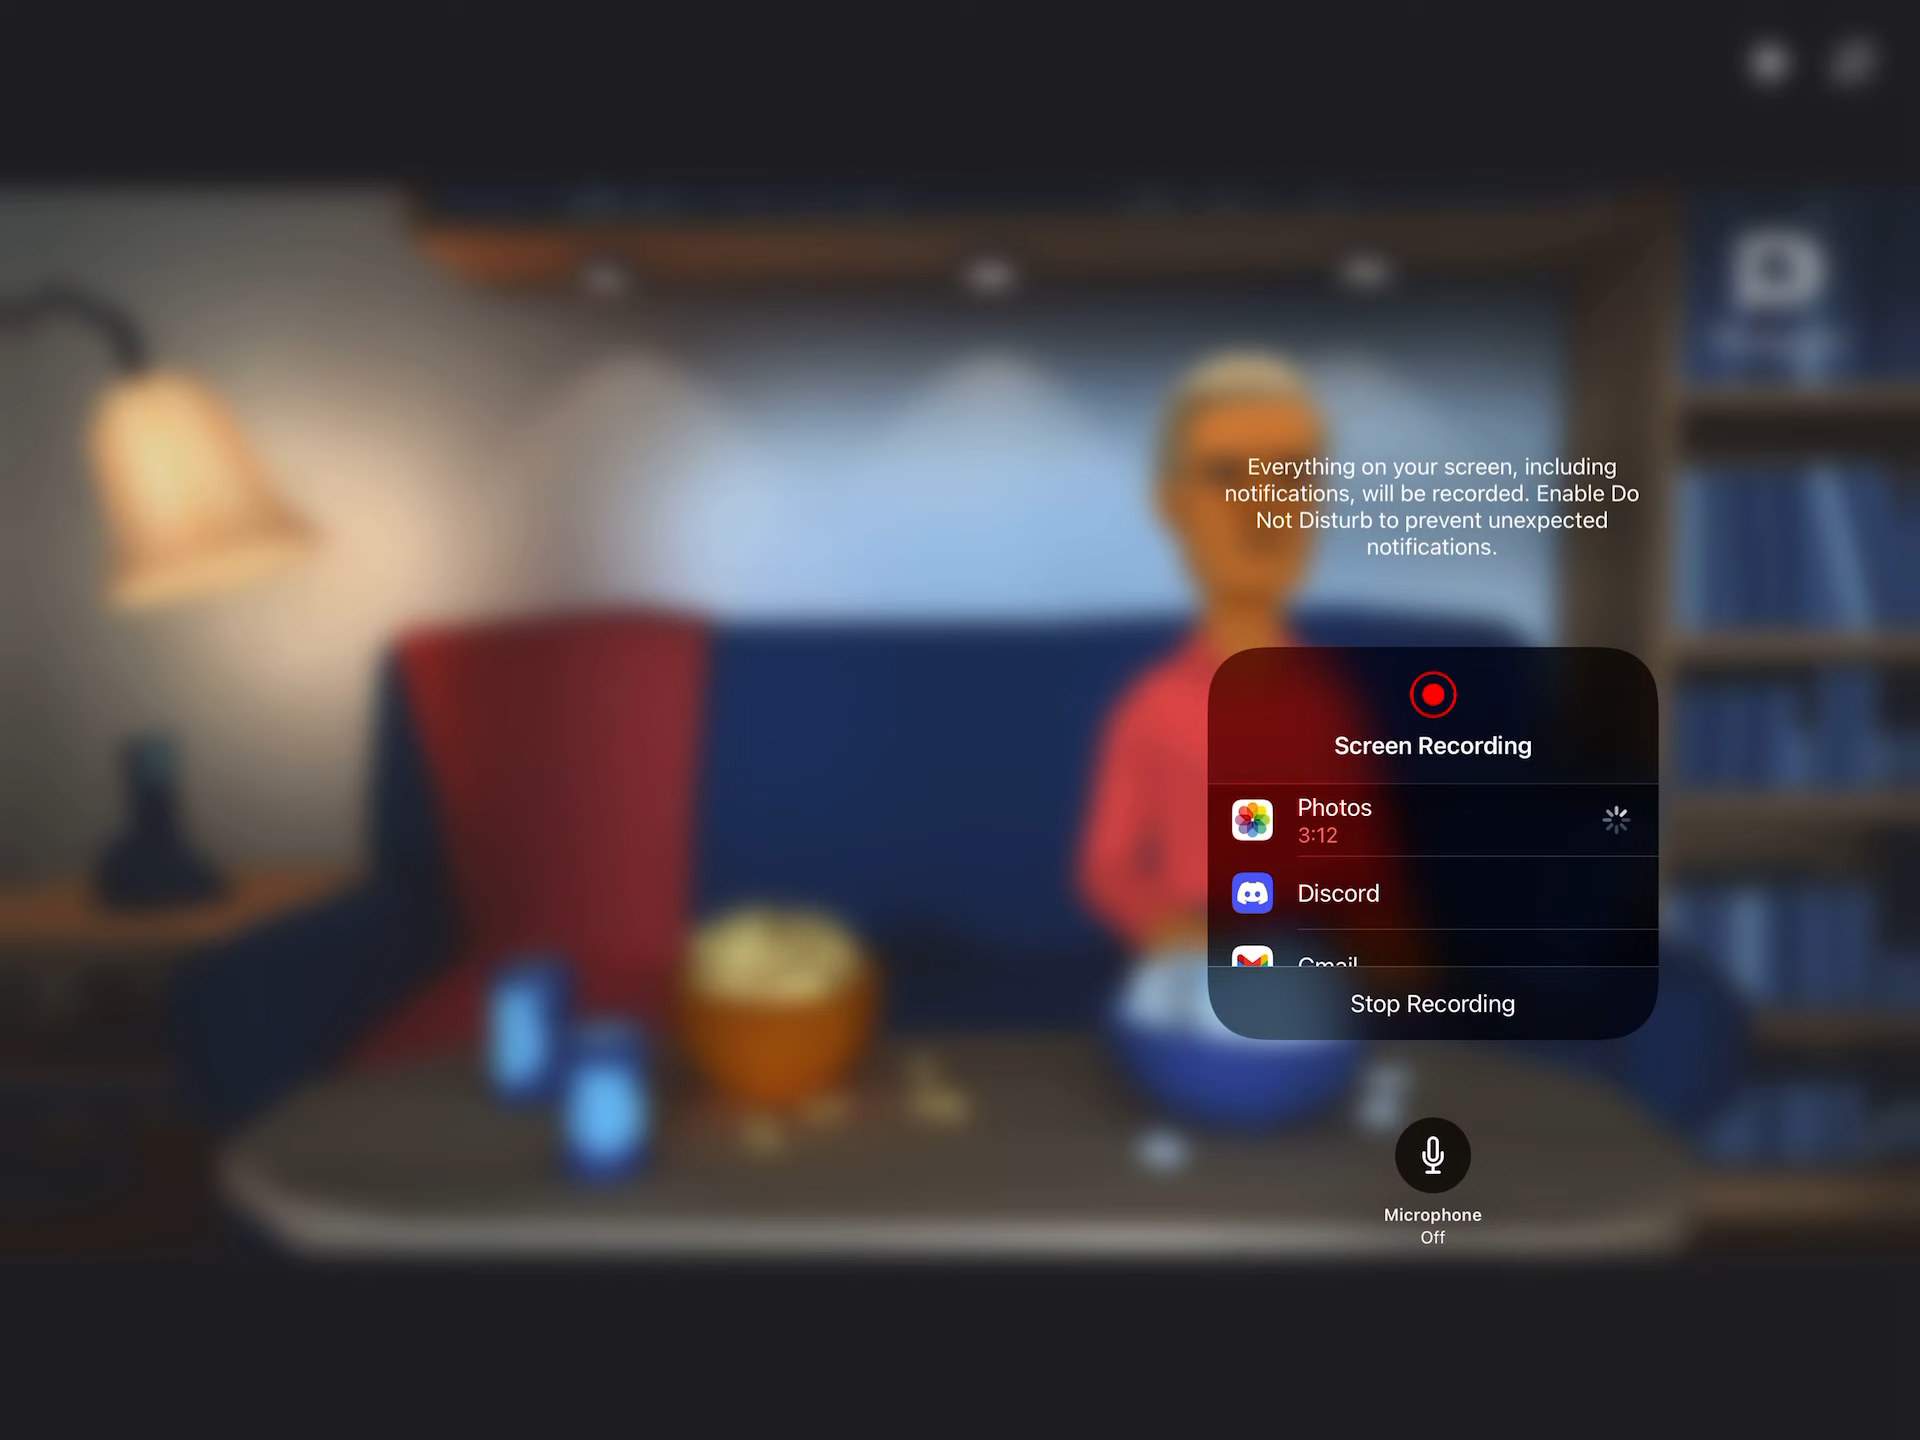 Everything on your screen, including
notifications, will be recorded. Enable Do
Not Disturb to prevent unexpected
notifications.
Screen Recording
Photos
3:12
Discord
Gmail
Stop Recording
Microphone
Off